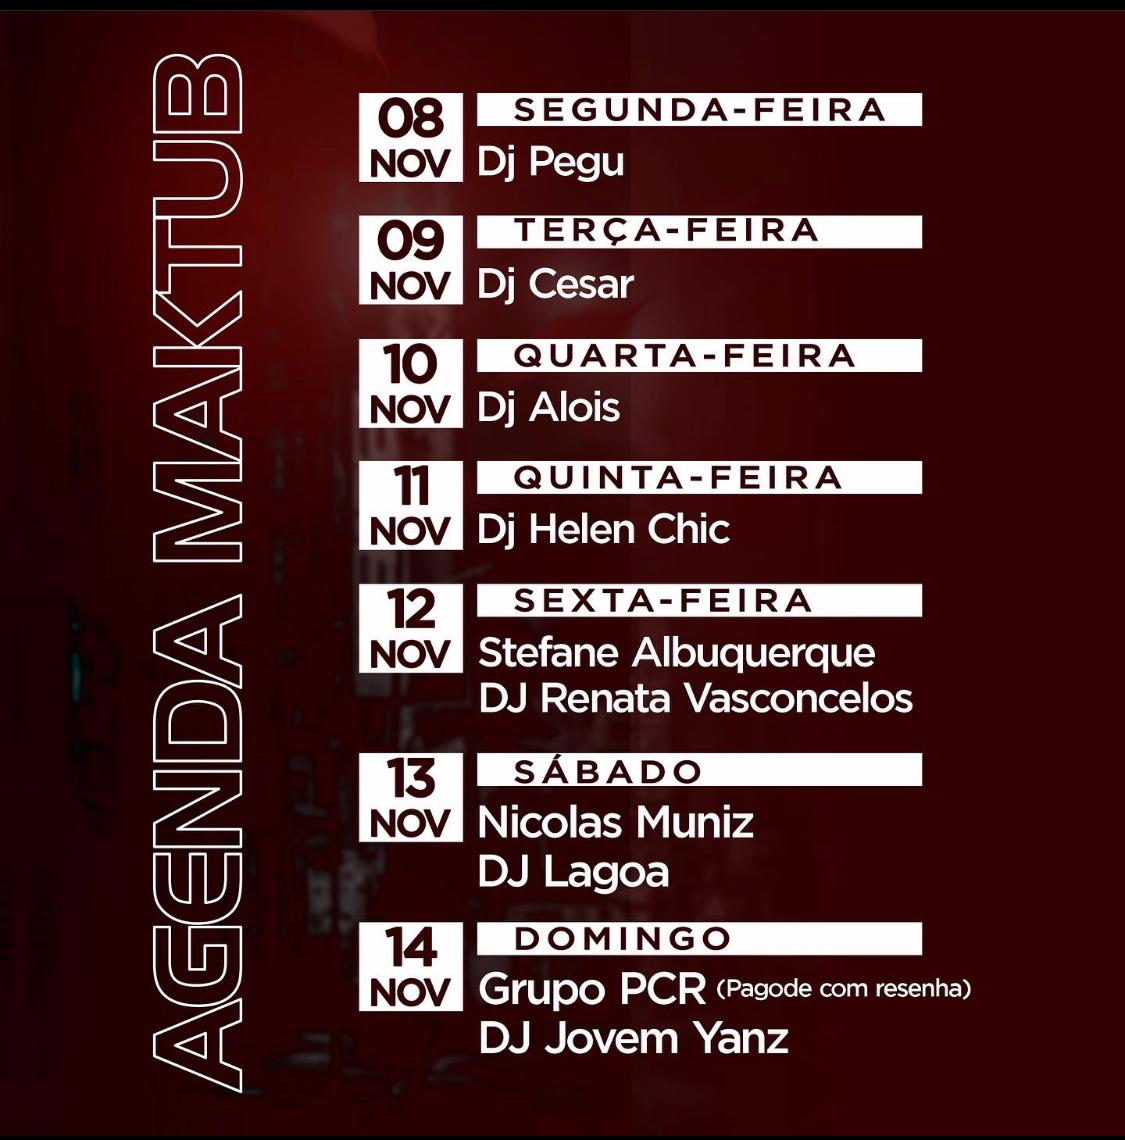 AGENDA MAKTUB
08
NOV
SEGUNDA-FEIRA
Dj Pegu
09
NOV
TERÇA-FEIRA
Dj Cesar
10
NOV
QUARTA-FEIRA
Dj Alois
11
NOV
QUINTA-FEIRA
Dj Helen Chic
12
NOV
SEXTA-FEIRA
Stefane Albuquerque
DJ Renata Vasconcelos
13
NOV
SÁBADO
Nicolas Muniz
DJ Lagoa
14
NOV
DOMINGO
Grupo PCR (Pagode com resenha)
DJ Jovem Yanz